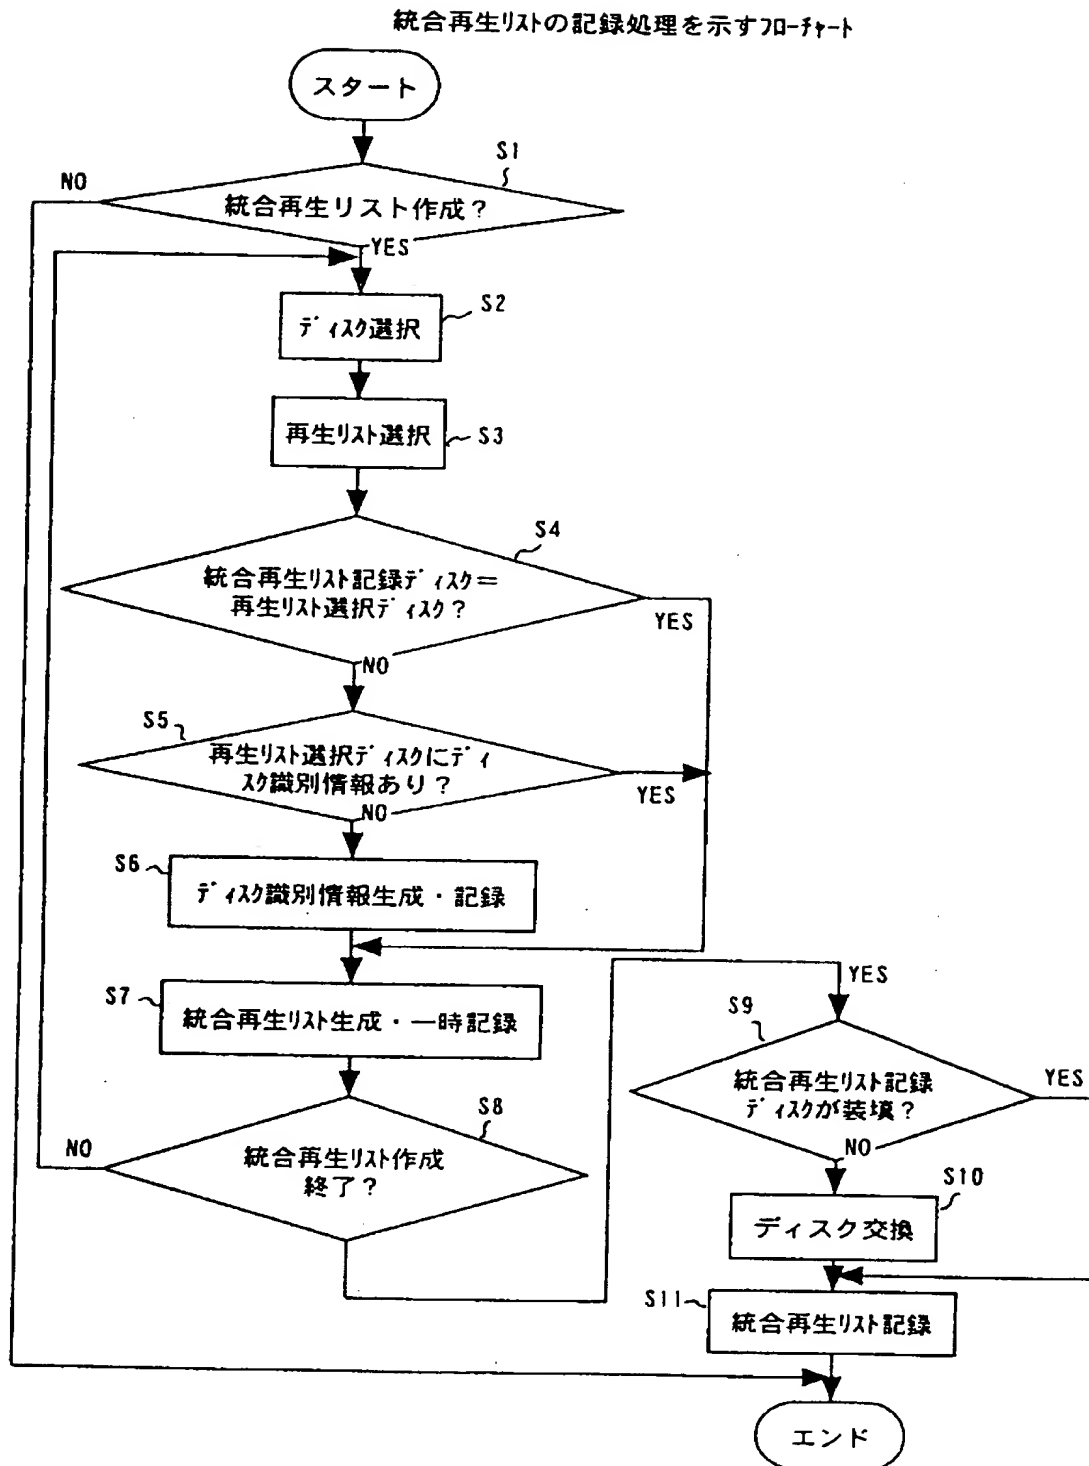 統合再生リストの記録処理を示すフローチャート
スタート
S1
NO
統合再生リスト作成？
YES
S2
ディスク選択
再生リスト選択
S3
S4
統合再生リスト記録ディスク＝
再生リスト選択ディスク？
YES
NO
S5
再生リスト選択ディスクにディ
スク識別情報あり？
YES
NO
S6
ディスク識別情報生成・記録
S7
統合再生リスト生成・一時記録
S8
NO
統合再生リスト作成
終了？
YES
S9
統合再生リスト記録
ディスクが装填？
YES
NO
S10
ディスク交換
S11
統合再生リスト記録
エンド